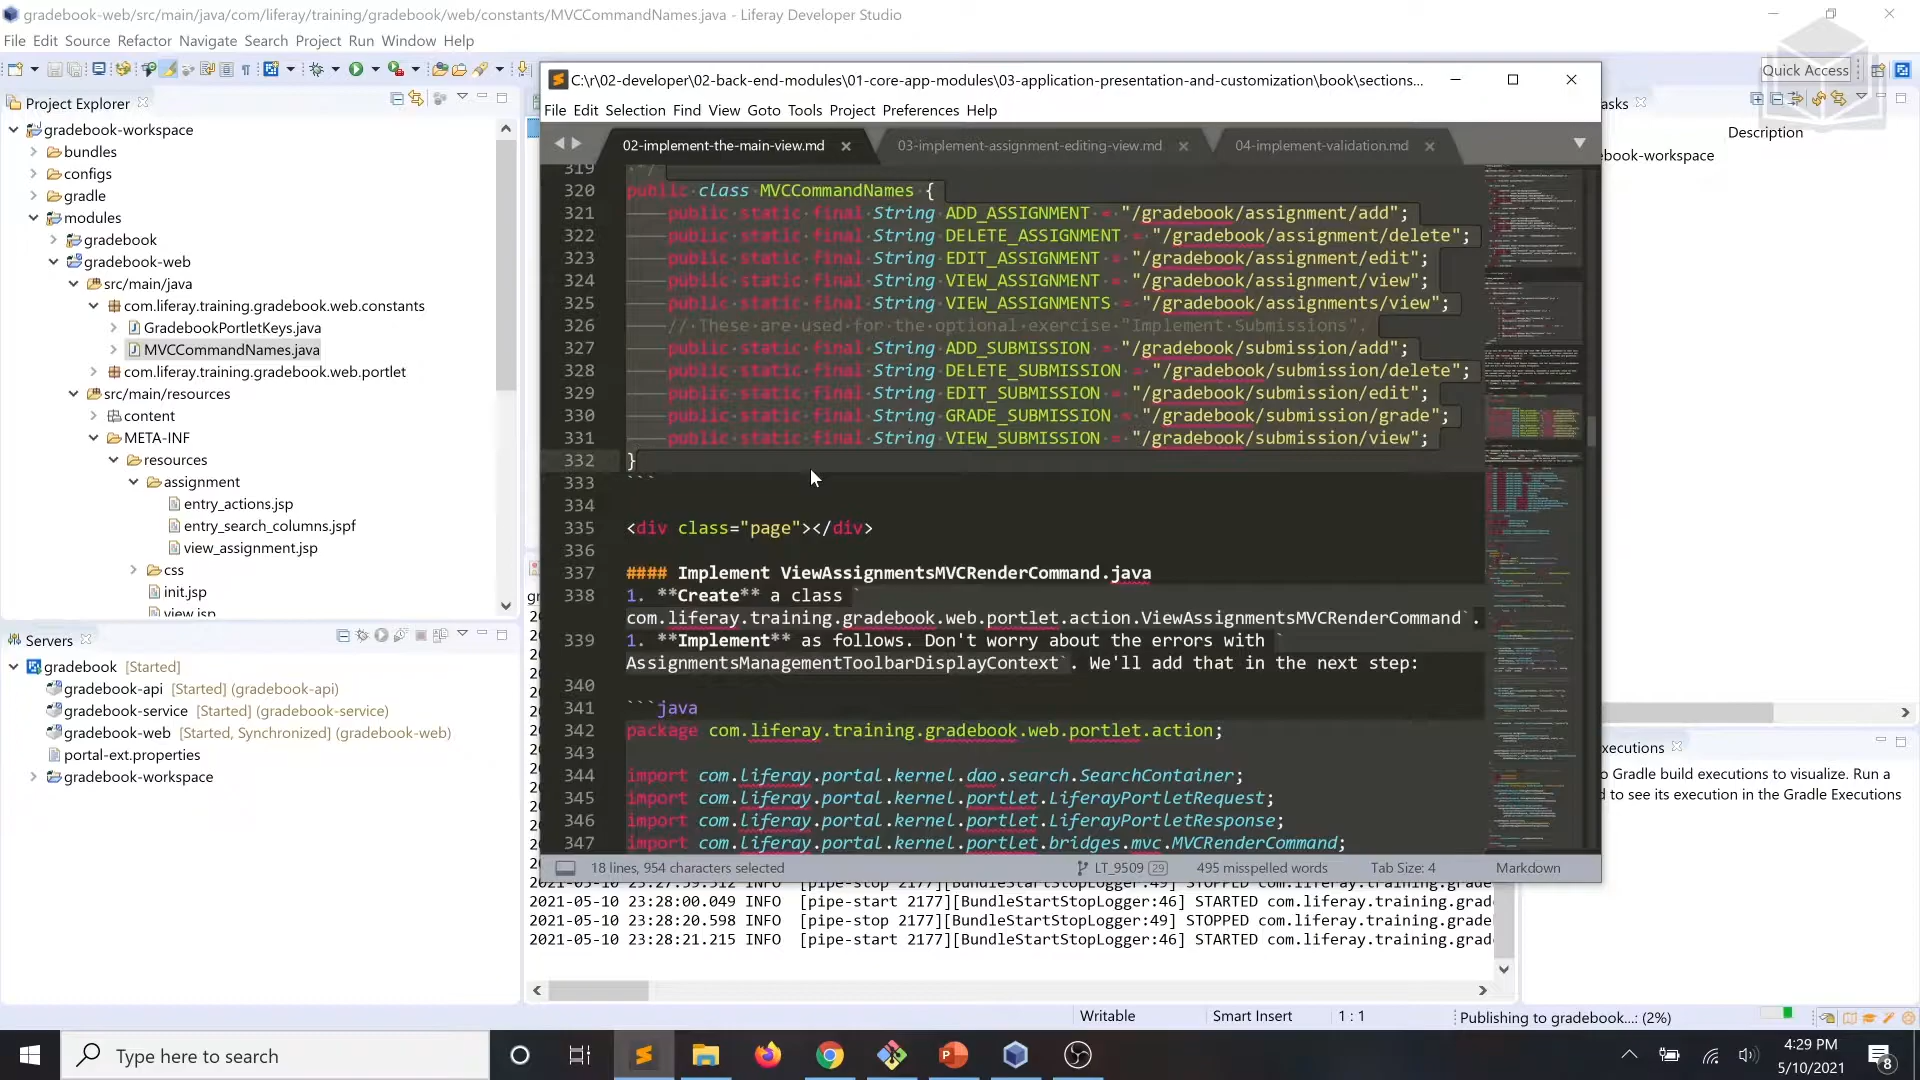 gradebook-web/src/main/java/com/liferay/training/gradebook/web/constants/MVCCommandNames.java - Liferay Developer Studio
File Edit Source Refactor Navigate Search Project Run Window Help
Quick Access
Project Explorer
gradebook-workspace
bundles
configs
gradle
modules
gradebook
gradebook-web
src/main/java
com.liferay.training.gradebook.web.constants
GradebookPortletKeys.java
MVCCommandNames.java
com.liferay.training.gradebook.web.portlet
src/main/resources
content
META-INF
resources
assignment
entry_actions.jsp
entry_search_columns.jspf
view_assignment.jsp
css
init.jsp
view.jsp
Servers
gradebook [Started]
gradebook-api [Started] (gradebook-api)
gradebook-service [Started] (gradebook-service)
gradebook-web [Started, Synchronized] (gradebook-web)
portal-ext.properties
gradebook-workspace
C:\r\02-developer\02-back-end-modules\01-core-app-modules\03-application-presentation-and-customization\book\sections...
File Edit Selection Find View Goto Tools Project Preferences Help
02-implement-the-main-view.md 03-implement-assignment-editing-view.md 04-implement-validation.md
319 */
320 public class MVCCommandNames {
321 public static final String ADD_ASSIGNMENT = "/gradebook/assignment/add";
322 public static final String DELETE_ASSIGNMENT = "/gradebook/assignment/delete";
323 public static final String EDIT_ASSIGNMENT = "/gradebook/assignment/edit";
324 public static final String VIEW_ASSIGNMENT = "/gradebook/assignment/view";
325 public static final String VIEW_ASSIGNMENTS = "/gradebook/assignments/view";
326 // These are used for the optional exercise "Implement Submissions".
327 public static final String ADD_SUBMISSION = "/gradebook/submission/add";
328 public static final String DELETE_SUBMISSION = "/gradebook/submission/delete";
329 public static final String EDIT_SUBMISSION = "/gradebook/submission/edit";
330 public static final String GRADE_SUBMISSION = "/gradebook/submission/grade";
331 public static final String VIEW_SUBMISSION = "/gradebook/submission/view";
332 }
333 ```
334
335 <div class="page"></div>
336
337 #### Implement ViewAssignmentsMVCRenderCommand.java
338 1. **Create** a class `
com.liferay.training.gradebook.web.portlet.action.ViewAssignmentsMVCRenderCommand`.
339 1. **Implement** as follows. Don't worry about the errors with `
AssignmentsManagementToolbarDisplayContext`. We'll add that in the next step:
340
341 ```java
342 package com.liferay.training.gradebook.web.portlet.action;
343
344 import com.liferay.portal.kernel.dao.search.SearchContainer;
345 import com.liferay.portal.kernel.portlet.LiferayPortletRequest;
346 import com.liferay.portal.kernel.portlet.LiferayPortletResponse;
347 import com.liferay.portal.kernel.portlet.bridges.mvc.MVCRenderCommand;
18 lines, 954 characters selected LT_9509 29 495 misspelled words Tab Size: 4 Markdown
2021-05-10 23:28:00.049 INFO [pipe-start 2177][BundleStartStopLogger:46] STARTED com.liferay.training.grade
2021-05-10 23:28:20.598 INFO [pipe-stop 2177][BundleStartStopLogger:49] STOPPED com.liferay.training.grade
2021-05-10 23:28:21.215 INFO [pipe-start 2177][BundleStartStopLogger:46] STARTED com.liferay.training.grad
asks
Description
ebook-workspace
xecutions
o Gradle build executions to visualize. Run a
d to see its execution in the Gradle Executions
Writable Smart Insert 1 : 1 Publishing to gradebook...: (2%)
Type here to search
4:29 PM
5/10/2021
8